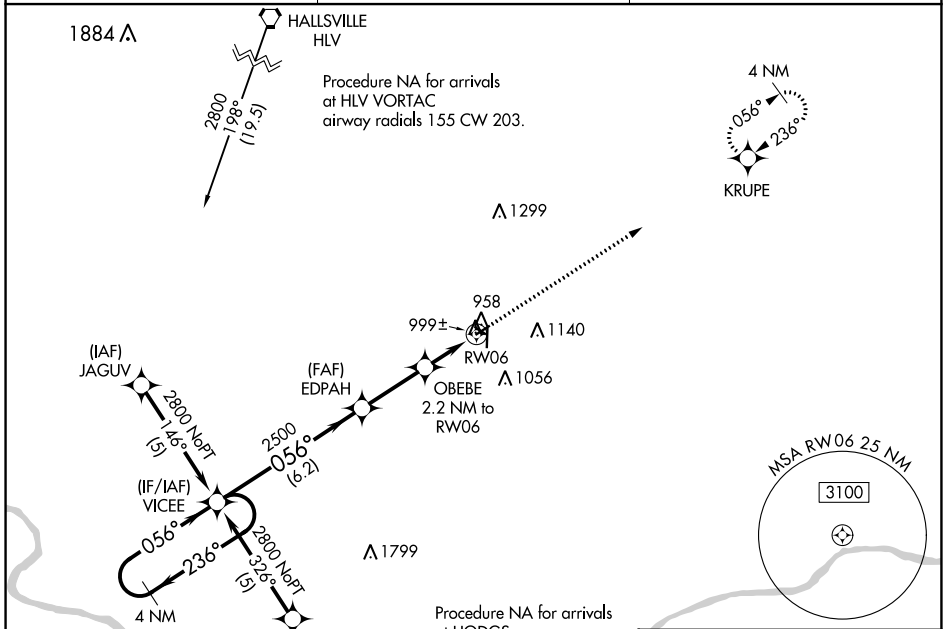 1884
HALLSVILLE
HLV
2800
198°
(19.5)
Procedure NA for arrivals
at HLV VORTAC
airway radials 155 CW 203.
4 NM
056°
236°
KRUPE
1299
958
999±
1140
RW06
(IAF)
JAGUV
(FAF)
EDPAH
1056
OBEBE
2.2 NM to
RW06
2800 NoPT
146°
(5)
2500
056°
(6.2)
MSA RW06 25 NM
3100
(IF/IAF)
VICEE
056°
236°
4 NM
2800 NoPT
326°
(5)
1799
Procedure NA for arrivals